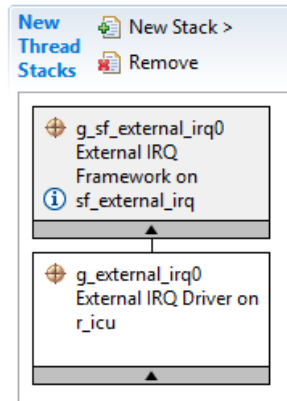 New
Thread
Stacks
New Stack >
Remove
g_sf_external_irq0
External IRQ
Framework on
sf_external_irq
g_external_irq0
External IRQ Driver on
r_icu